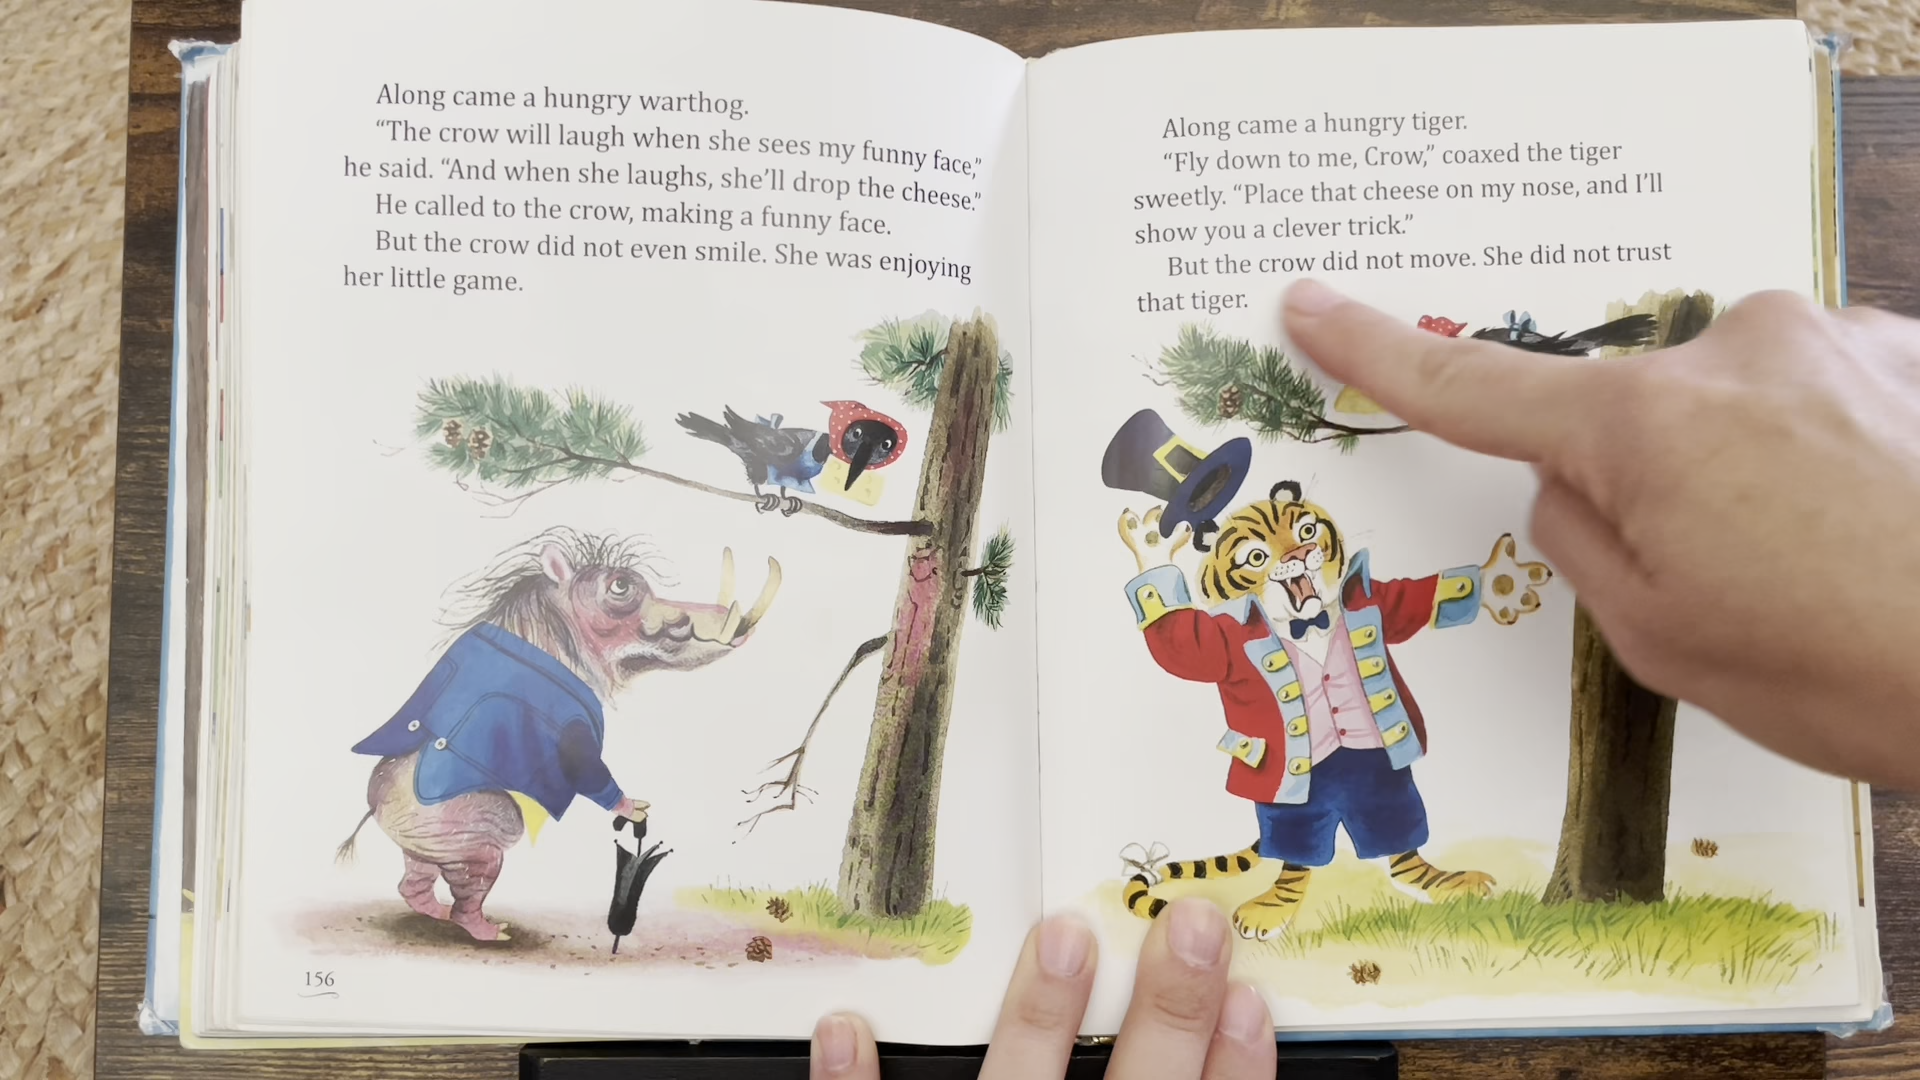 Along came a hungry warthog.
“The crow will laugh when she sees my funny face,”
he said. “And when she laughs, she’ll drop the cheese.”
He called to the crow, making a funny face.
But the crow did not even smile. She was enjoying
her little game.
156
Along came a hungry tiger.
“Fly down to me, Crow,” coaxed the tiger
sweetly. “Place that cheese on my nose, and I’ll
show you a clever trick.”
But the crow did not move. She did not trust
that tiger.